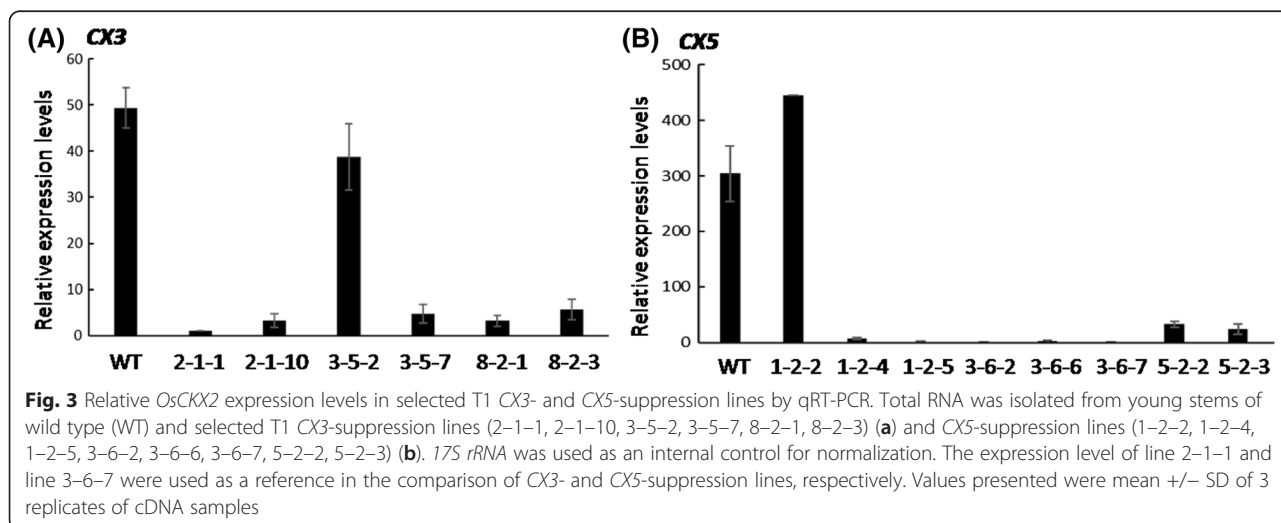 (A) CX3
Relative expression levels
60
50
40
30
20
10
0
WT 2-1-1 2-1-10 3-5-2 3-5-7 8-2-1 8-2-3
(B) CX5
Relative expression levels
500
400
300
200
100
0
WT 1-2-2 1-2-4 1-2-5 3-6-2 3-6-6 3-6-7 5-2-2 5-2-3
Fig. 3 Relative OsCKX2 expression levels in selected T1 CX3- and CX5-suppression lines by qRT-PCR. Total RNA was isolated from young stems of
wild type (WT) and selected T1 CX3-suppression lines (2–1–1, 2–1–10, 3–5–2, 3–5–7, 8–2–1, 8–2–3) (a) and CX5-suppression lines (1–2–2, 1–2–4,
1–2–5, 3–6–2, 3–6–6, 3–6–7, 5–2–2, 5–2–3) (b). 17S rRNA was used as an internal control for normalization. The expression level of line 2–1–1 and
line 3–6–7 were used as a reference in the comparison of CX3- and CX5-suppression lines, respectively. Values presented were mean +/− SD of 3
replicates of cDNA samples